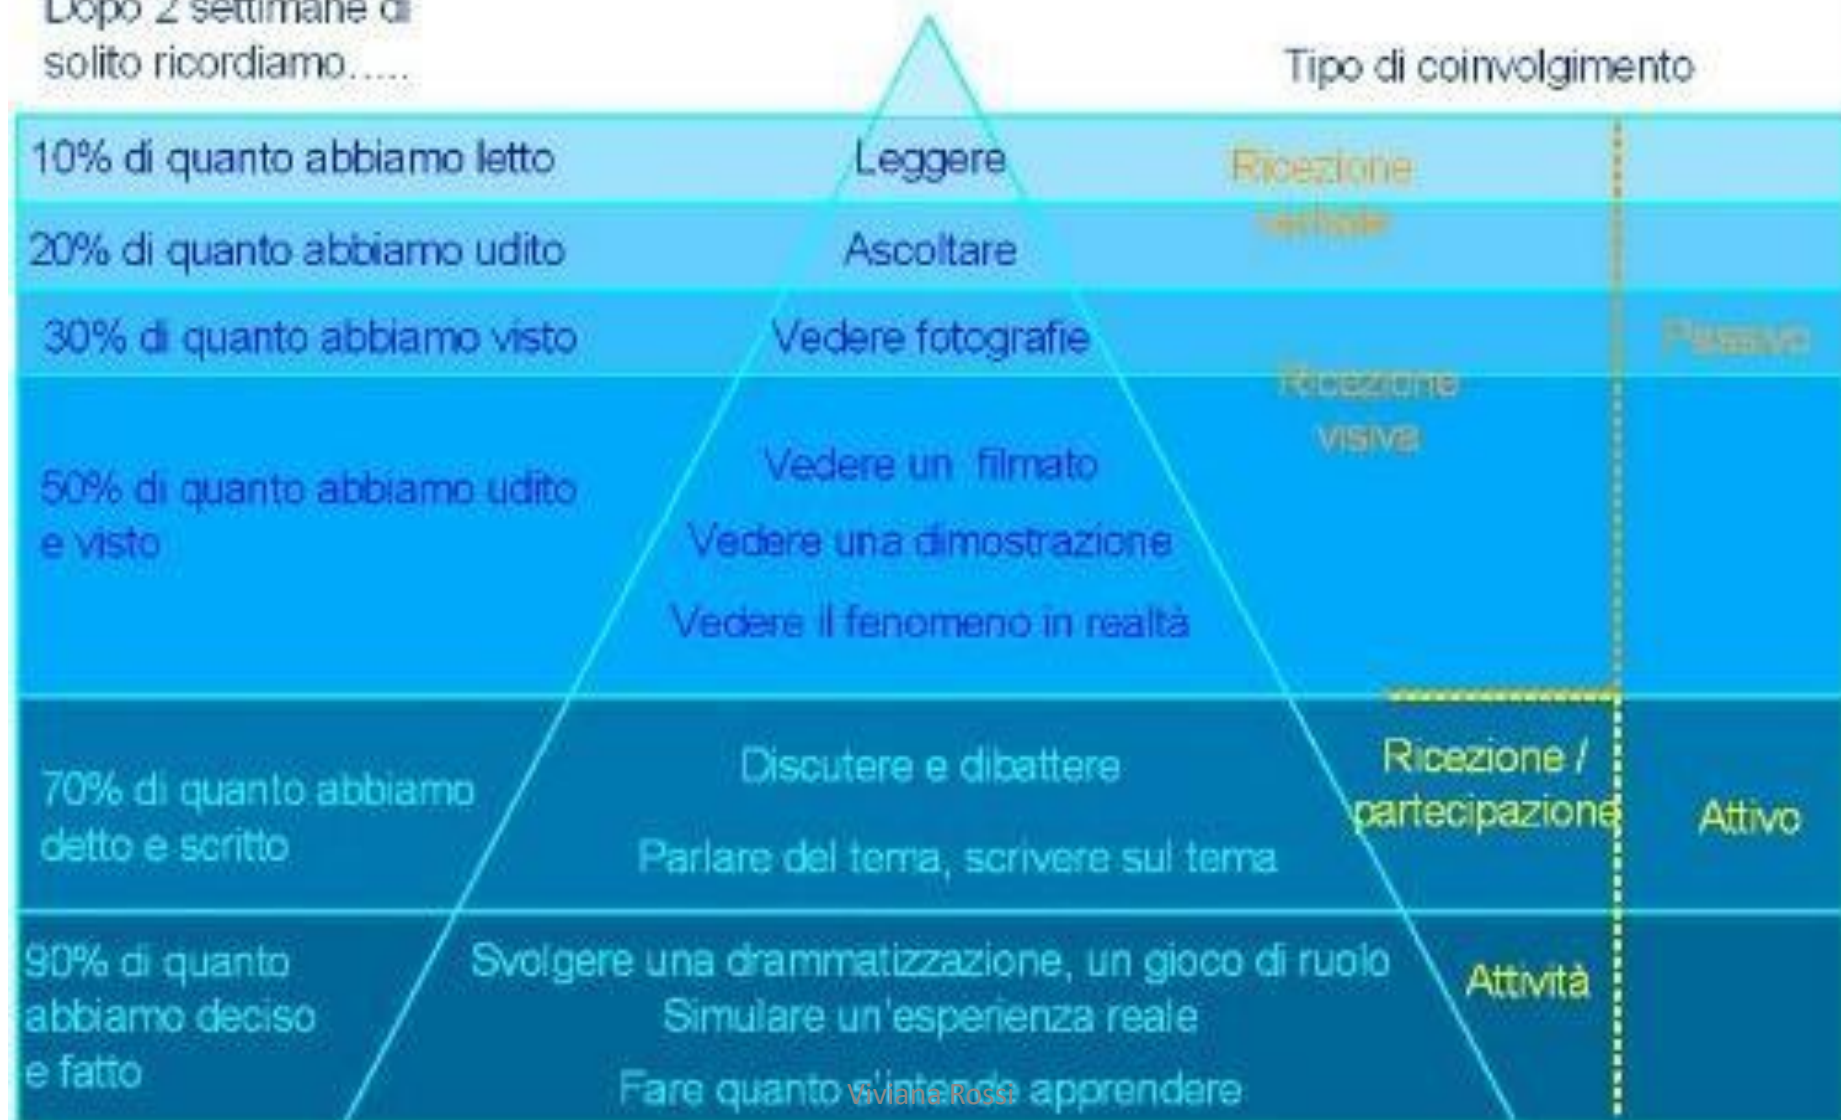 Dopo 2 settimane di
solito ricordiamo.....
Tipo di coinvolgimento
10% di quanto abbiamo letto
Leggere
Ricezione
verbale
20% di quanto abbiamo udito
Ascoltare
30% di quanto abbiamo visto
Vedere fotografie
Passivo
Ricezione
visiva
50% di quanto abbiamo udito
e visto
Vedere un filmato
Vedere una dimostrazione
Vedere il fenomeno in realtà
70% di quanto abbiamo
detto e scritto
Discutere e dibattere
Parlare del tema, scrivere sul tema
Ricezione /
partecipazione
Attivo
90% di quanto
abbiamo deciso
e fatto
Svolgere una drammatizzazione, un gioco di ruolo
Simulare un'esperienza reale
Fare quanto s'intende apprendere
Attività
Viviana Rossi